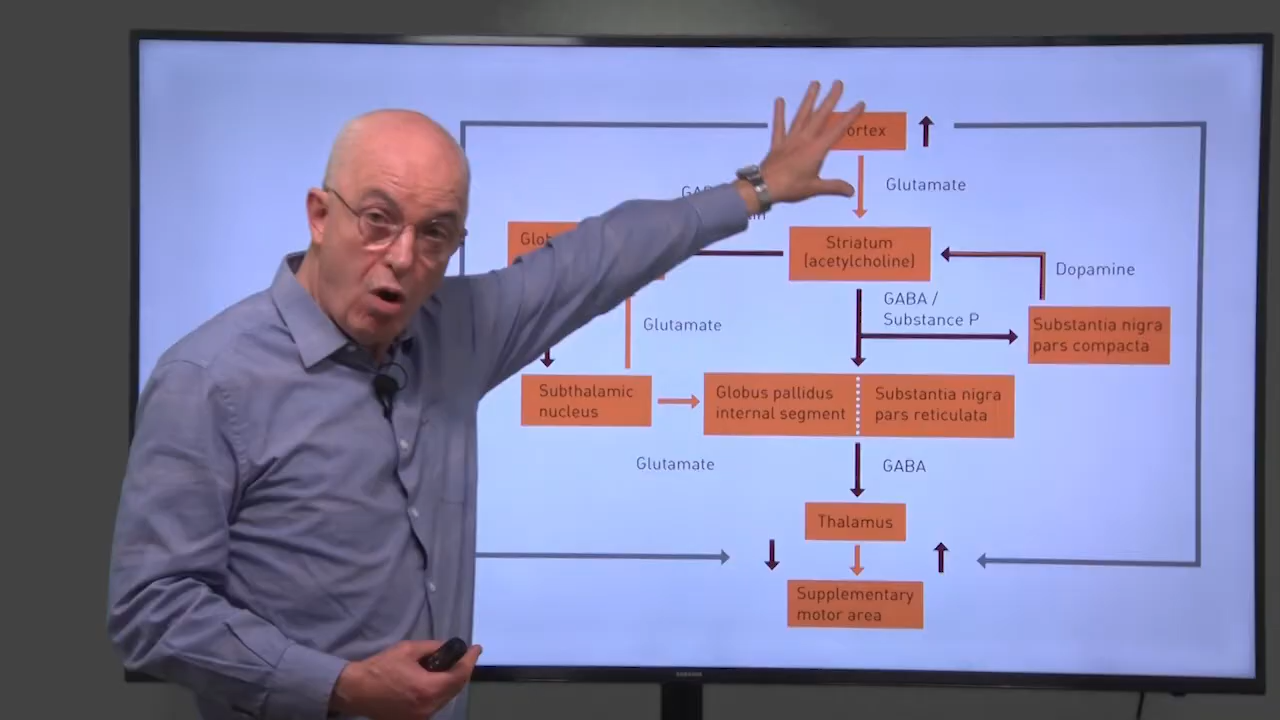 Glutamate
Striatum
(acetylcholine)
Dopamine
GABA /
Substance P
Glutamate
Substantia nigra
pars compacta
Subthalamic
nucleus
Globus pallidus
internal segment
Substantia nigra
pars reticulata
Glutamate
GABA
Thalamus
Supplementary
motor area
SAMSUNG